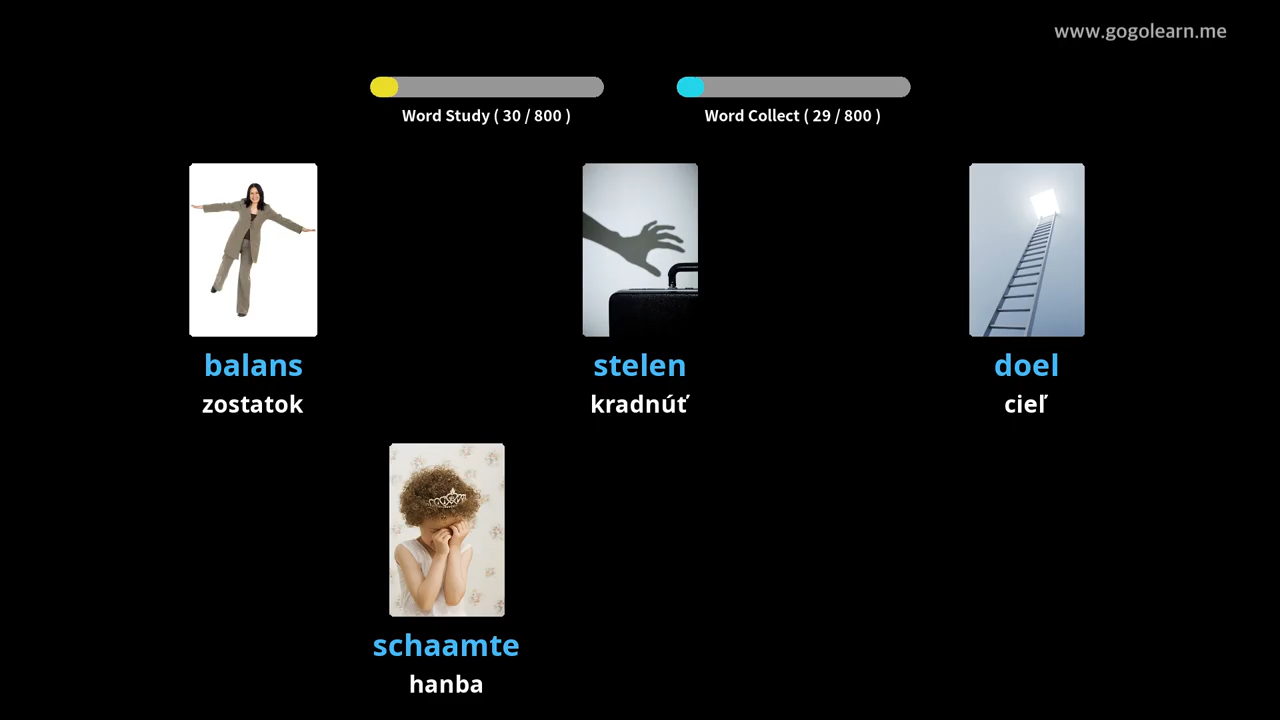 www.gogolearn.me
Word Study ( 30 / 800 )
Word Collect ( 29 / 800 )
balans
zostatok
stelen
kradnúť
doel
cieľ
schaamte
hanba